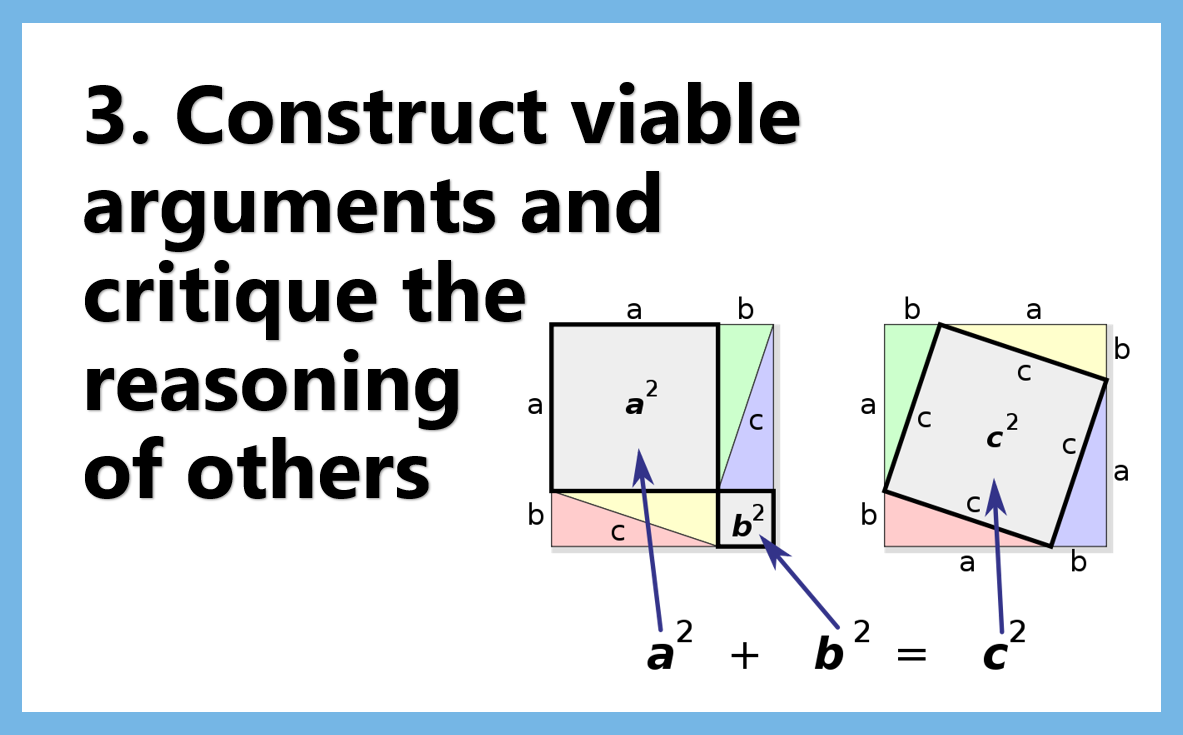 3. Construct viable
arguments and
critique the
reasoning
of others
a b
a
a²
c
b
c
b²
b a
b
c
a
c
c²
c
a
c
b
a b
a² + b² = c²